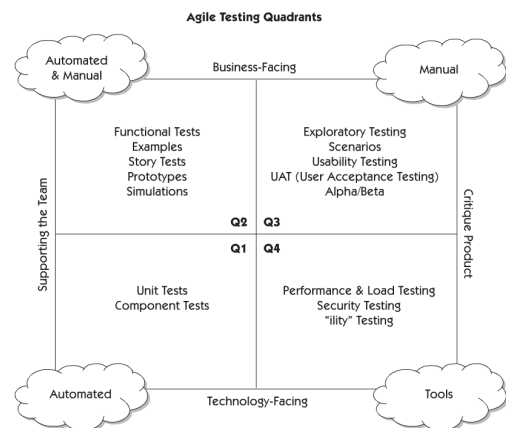 Agile Testing Quadrants
Automated
& Manual
Business-Facing
Manual
Functional Tests
Examples
Story Tests
Prototypes
Simulations
Exploratory Testing
Scenarios
Usability Testing
UAT (User Acceptance Testing)
Alpha/Beta
Supporting the Team
Critique Product
Q2
Q3
Q1
Q4
Unit Tests
Component Tests
Performance & Load Testing
Security Testing
“ility” Testing
Automated
Technology-Facing
Tools